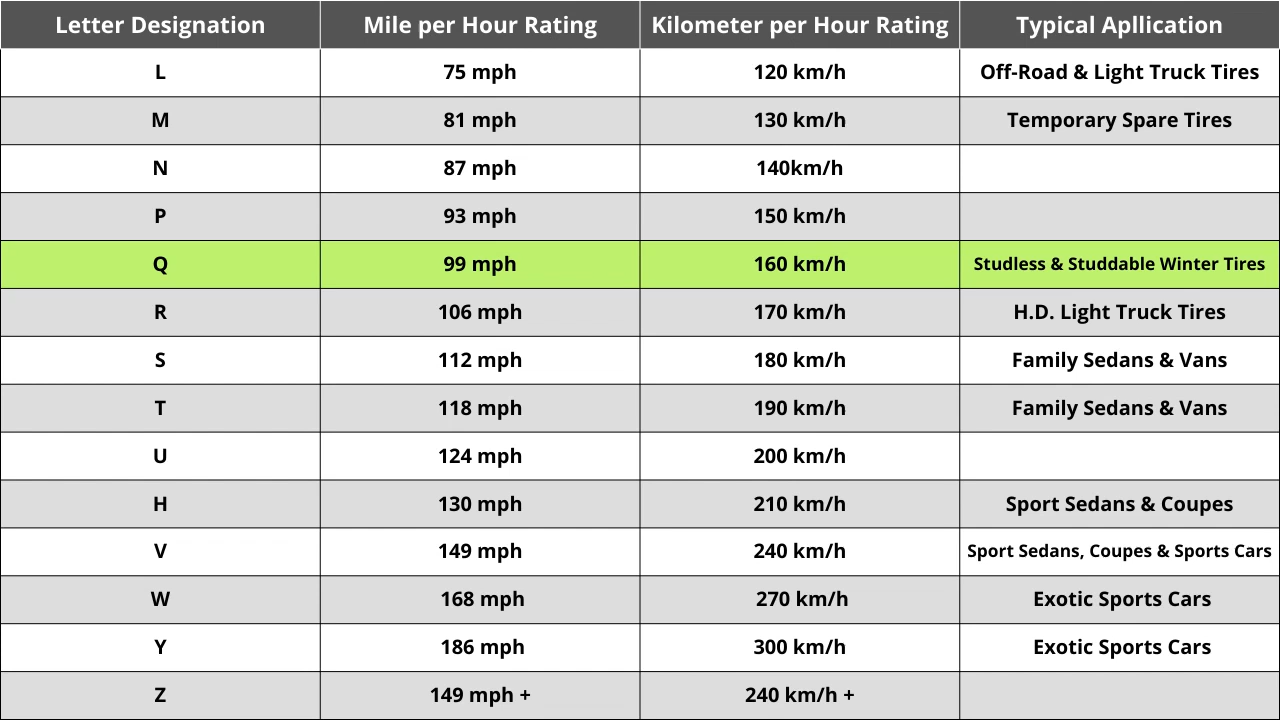 Letter Designation Mile per Hour Rating Kilometer per Hour Rating Typical Apllication
L 75 mph 120 km/h Off-Road & Light Truck Tires
M 81 mph 130 km/h Temporary Spare Tires
N 87 mph 140km/h
P 93 mph 150 km/h
Q 99 mph 160 km/h Studless & Studdable Winter Tires
R 106 mph 170 km/h H.D. Light Truck Tires
S 112 mph 180 km/h Family Sedans & Vans
T 118 mph 190 km/h Family Sedans & Vans
U 124 mph 200 km/h
H 130 mph 210 km/h Sport Sedans & Coupes
V 149 mph 240 km/h Sport Sedans, Coupes & Sports Cars
W 168 mph 270 km/h Exotic Sports Cars
Y 186 mph 300 km/h Exotic Sports Cars
Z 149 mph + 240 km/h +